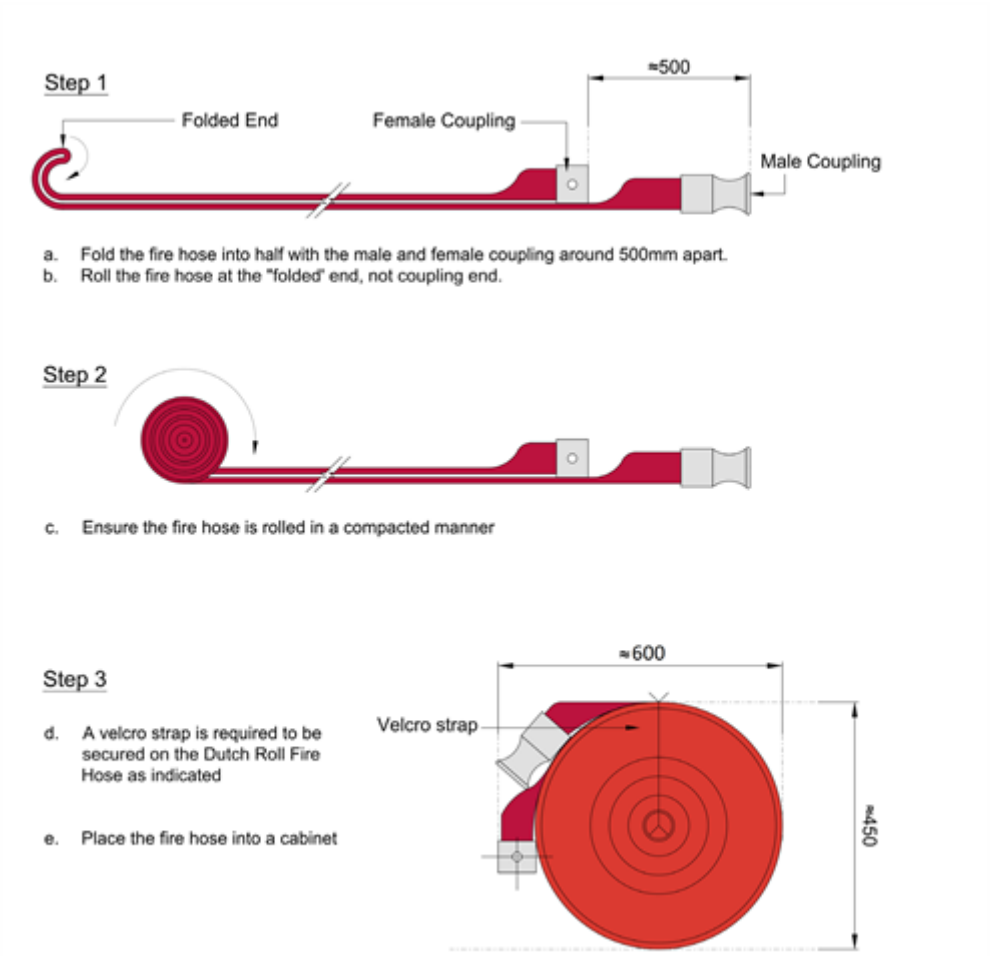 Step 1
≈500
Folded End
Female Coupling
Male Coupling
a. Fold the fire hose into half with the male and female coupling around 500mm apart.
b. Roll the fire hose at the "folded' end, not coupling end.
Step 2
c. Ensure the fire hose is rolled in a compacted manner
≈600
Step 3
Velcro strap
d. A velcro strap is required to be
secured on the Dutch Roll Fire
Hose as indicated
≈450
e. Place the fire hose into a cabinet